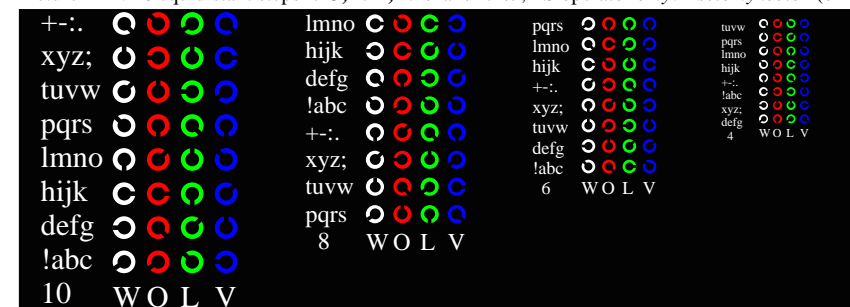 +-:.
xyz;
tuvw
pqrs
lmno
hijk
defg
!abc
10 W O L V
lmno
hijk
defg
!abc
+-:.
xyz;
tuvw
pqrs
8 W O L V
pqrs
lmno
hijk
+-:.
xyz;
tuvw
defg
!abc
6 W O L V
tuvw
pqrs
lmno
hijk
+-:.
!abc
xyz;
defg
4 W O L V